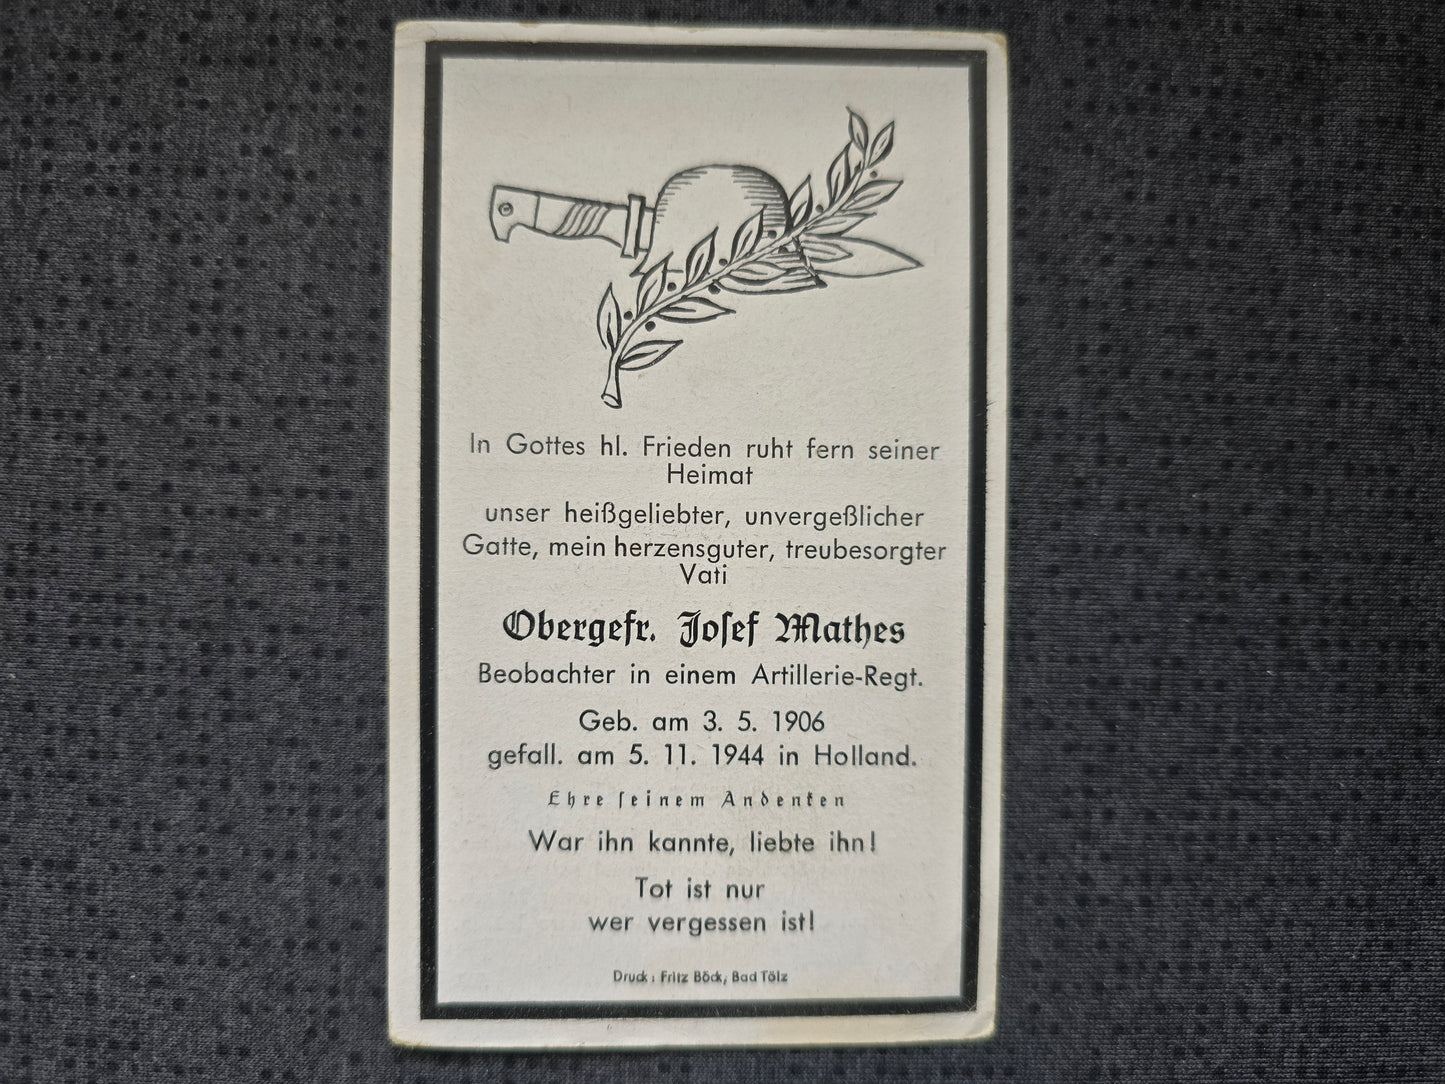 In Gottes hl. Frieden ruht fern seiner
Heimat
unser heißgeliebter, unvergeßlicher
Gatte, mein herzensguter, treubesorgter
Vati
Obergefr. Joſef Mathes
Beobachter in einem Artillerie-Regt.
Geb. am 3. 5. 1906
gefall. am 5. 11. 1944 in Holland.
Ehre ſeinem Andenken
War ihn kannte, liebte ihn!
Tot ist nur
wer vergessen ist!
Druck: Fritz Böck, Bad Tölz